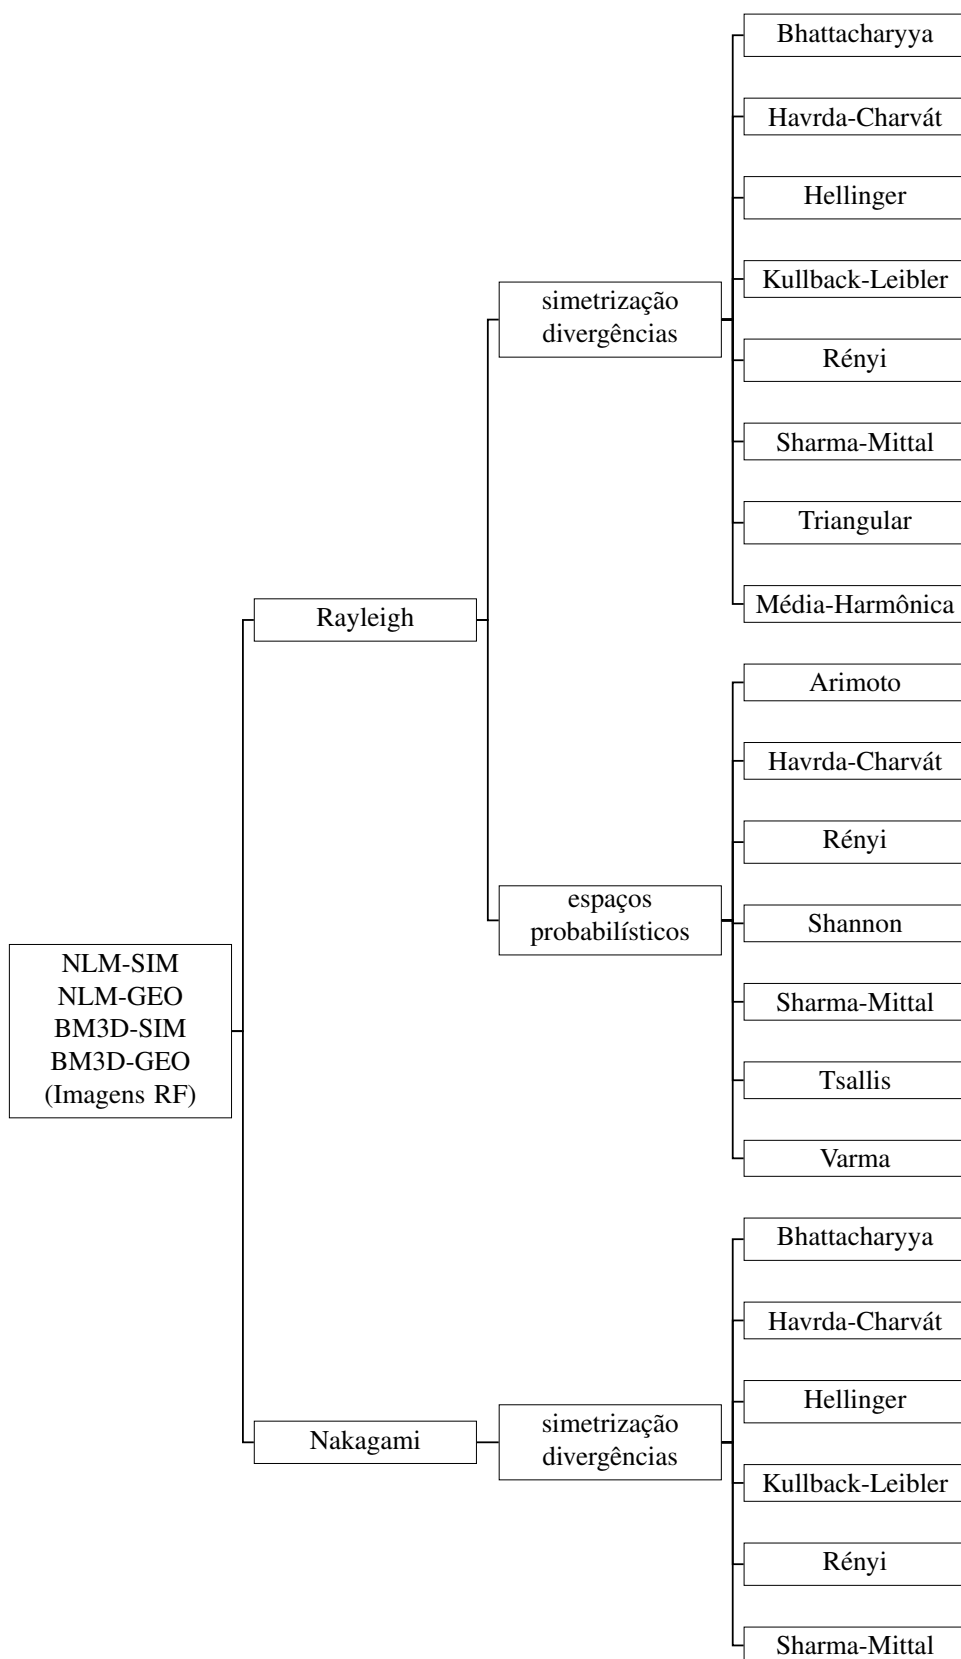 Bhattacharyya
Havrda-Charvát
Hellinger
Kullback-Leibler
simetrização
divergências
Rényi
Sharma-Mittal
Triangular
Média-Harmônica
Rayleigh
Arimoto
Havrda-Charvát
Rényi
espaços
probabilísticos
Shannon
NLM-SIM
NLM-GEO
BM3D-SIM
BM3D-GEO
(Imagens RF)
Sharma-Mittal
Tsallis
Varma
Bhattacharyya
Havrda-Charvát
Hellinger
Nakagami
simetrização
divergências
Kullback-Leibler
Rényi
Sharma-Mittal